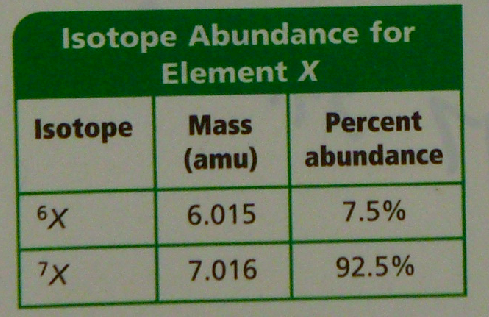 Isotope Abundance for
Element X
Isotope Mass Percent
(amu) abundance
⁶X 6.015 7.5%
⁷X 7.016 92.5%